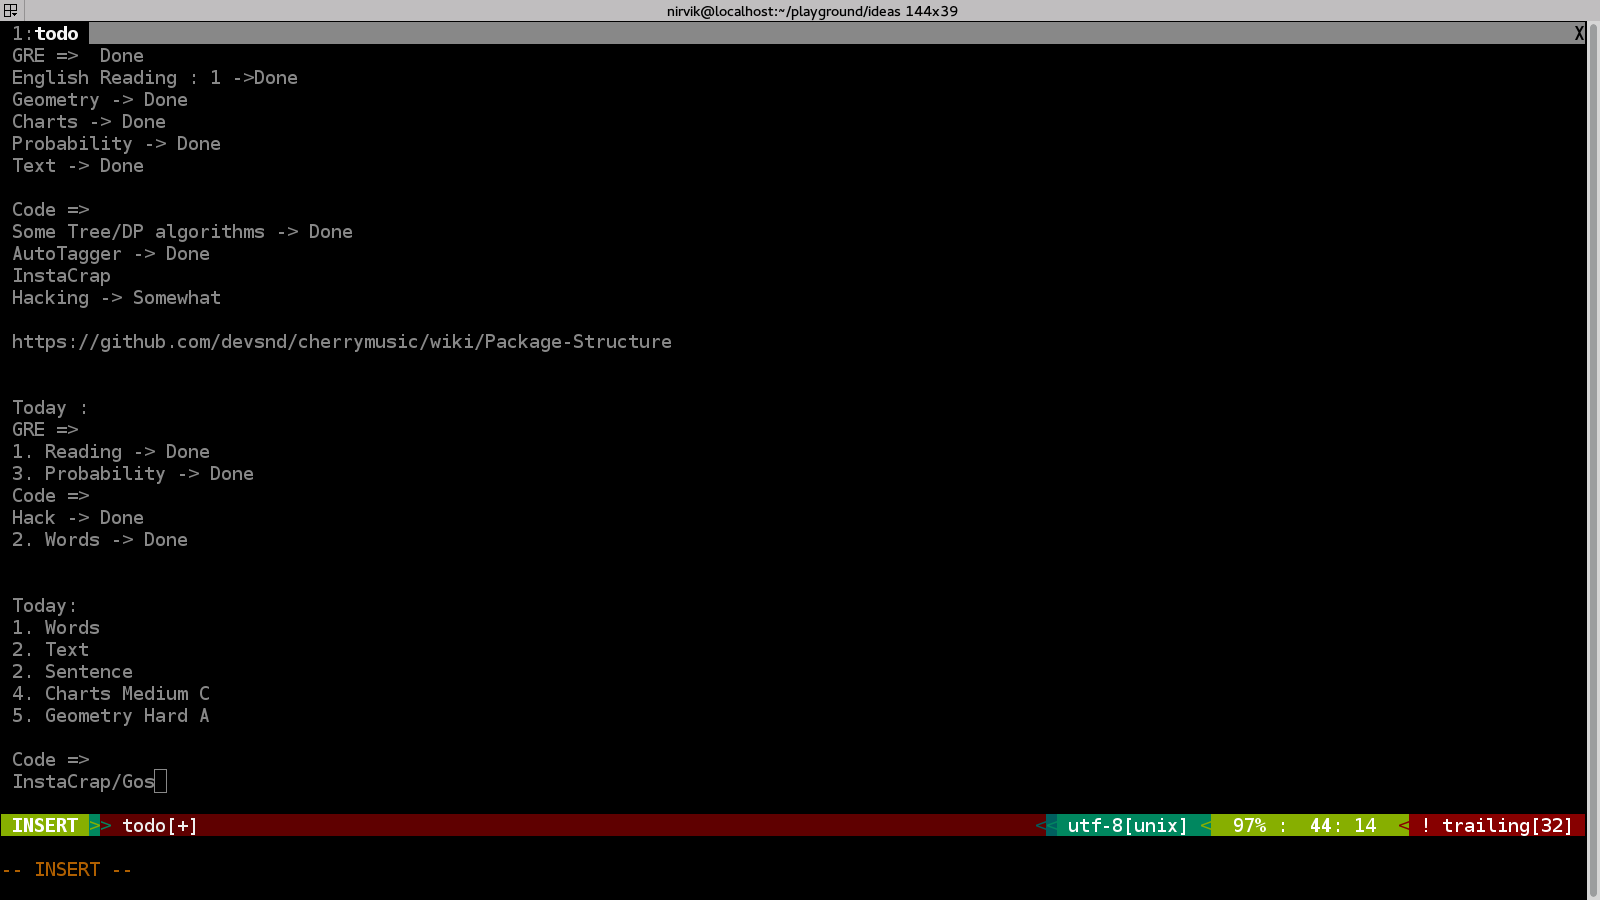 nirvik@localhost:~/playground/ideas 144x39
1:todo X
GRE =>  Done
English Reading : 1 ->Done
Geometry -> Done
Charts -> Done
Probability -> Done
Text -> Done
Code =>
Some Tree/DP algorithms -> Done
AutoTagger -> Done
InstaCrap
Hacking -> Somewhat
https://github.com/devsnd/cherrymusic/wiki/Package-Structure
Today :
GRE =>
1. Reading -> Done
3. Probability -> Done
Code =>
Hack -> Done
2. Words -> Done
Today:
1. Words
2. Text
2. Sentence
4. Charts Medium C
5. Geometry Hard A
Code =>
InstaCrap/Gos
INSERT >> todo[+] << utf-8[unix] < 97% : 44: 14 < ! trailing[32]
-- INSERT --